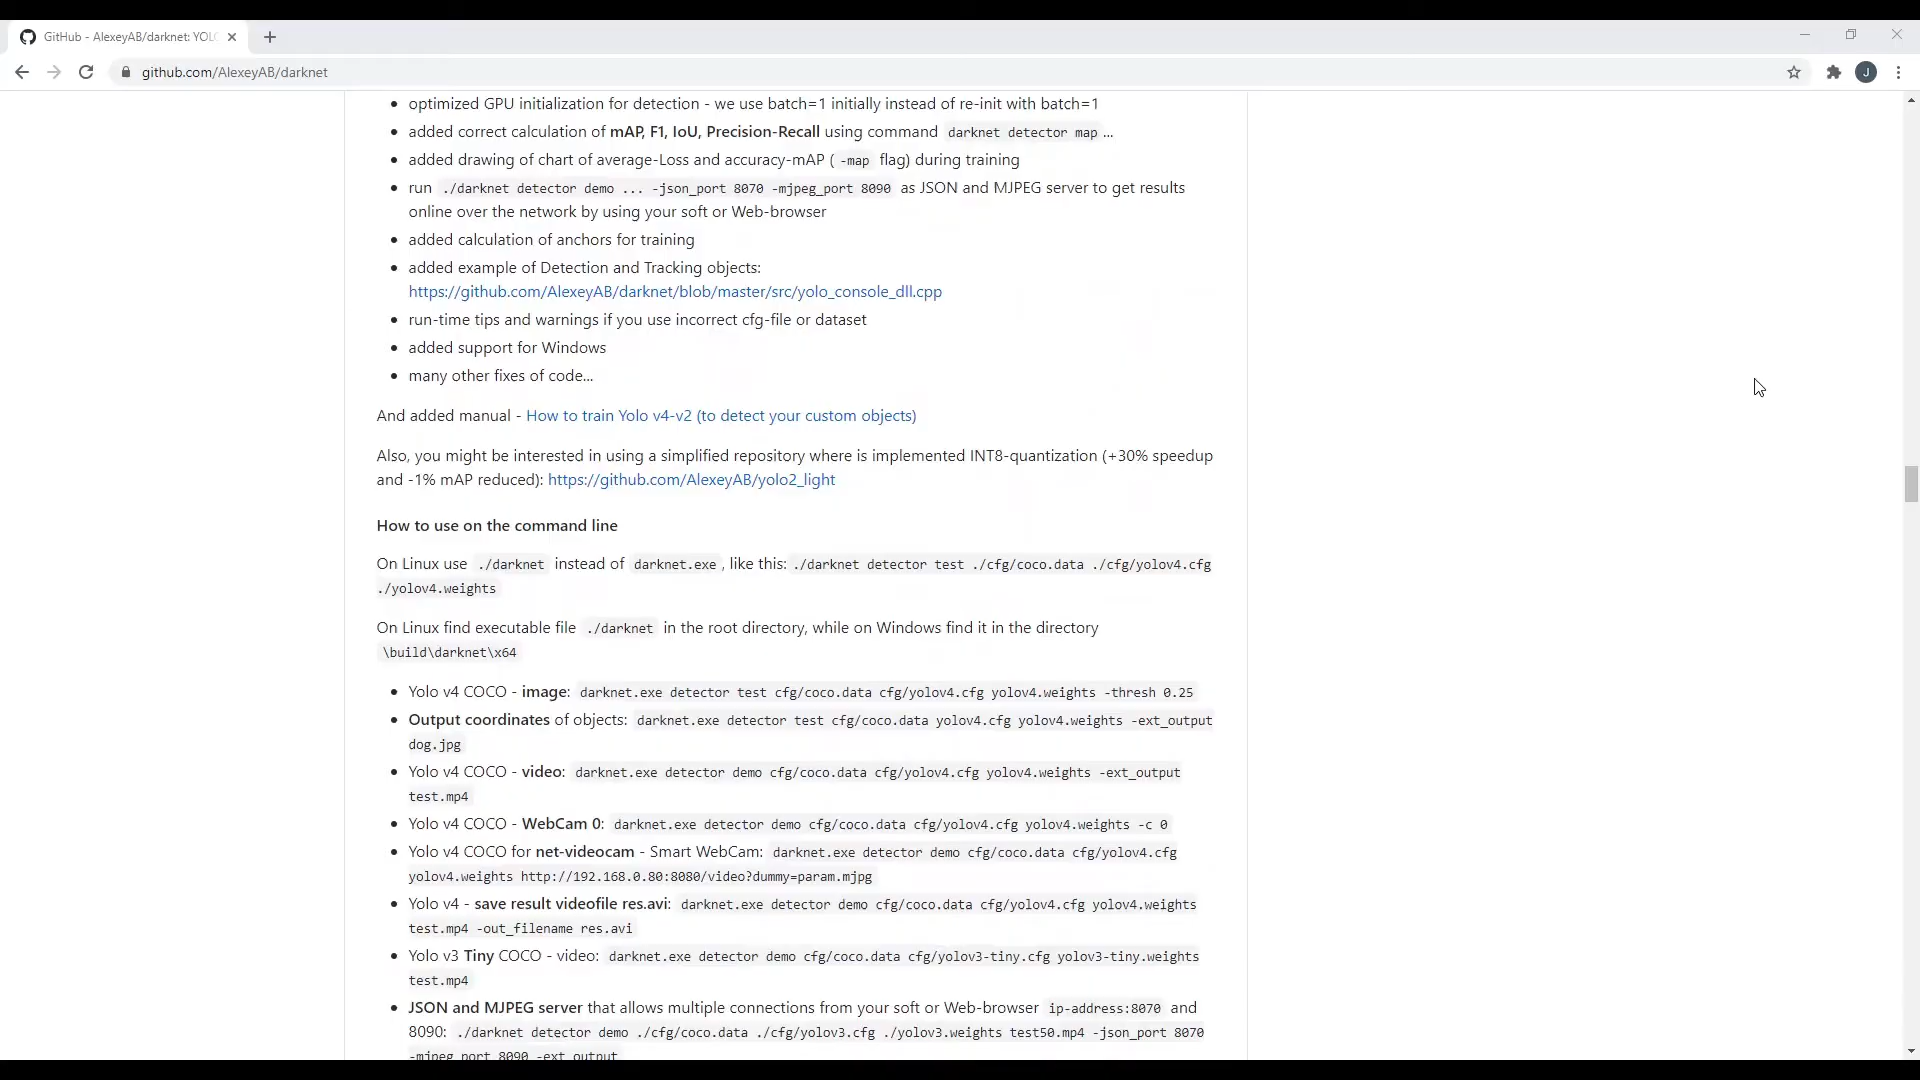 GitHub - AlexeyAB/darknet: YOLO
github.com/AlexeyAB/darknet
J
optimized GPU initialization for detection - we use batch=1 initially instead of re-init with batch=1
added correct calculation of mAP, F1, IoU, Precision-Recall using command darknet detector map ...
added drawing of chart of average-Loss and accuracy-mAP ( -map flag) during training
run ./darknet detector demo ... -json_port 8070 -mjpeg_port 8090 as JSON and MJPEG server to get results
online over the network by using your soft or Web-browser
added calculation of anchors for training
added example of Detection and Tracking objects:
https://github.com/AlexeyAB/darknet/blob/master/src/yolo_console_dll.cpp
run-time tips and warnings if you use incorrect cfg-file or dataset
added support for Windows
many other fixes of code...
And added manual - How to train Yolo v4-v2 (to detect your custom objects)
Also, you might be interested in using a simplified repository where is implemented INT8-quantization (+30% speedup
and -1% mAP reduced): https://github.com/AlexeyAB/yolo2_light
How to use on the command line
On Linux use ./darknet instead of darknet.exe , like this: ./darknet detector test ./cfg/coco.data ./cfg/yolov4.cfg
./yolov4.weights
On Linux find executable file ./darknet in the root directory, while on Windows find it in the directory
\build\darknet\x64
Yolo v4 COCO - image: darknet.exe detector test cfg/coco.data cfg/yolov4.cfg yolov4.weights -thresh 0.25
Output coordinates of objects: darknet.exe detector test cfg/coco.data yolov4.cfg yolov4.weights -ext_output
dog.jpg
Yolo v4 COCO - video: darknet.exe detector demo cfg/coco.data cfg/yolov4.cfg yolov4.weights -ext_output
test.mp4
Yolo v4 COCO - WebCam 0: darknet.exe detector demo cfg/coco.data cfg/yolov4.cfg yolov4.weights -c 0
Yolo v4 COCO for net-videocam - Smart WebCam: darknet.exe detector demo cfg/coco.data cfg/yolov4.cfg
yolov4.weights http://192.168.0.80:8080/video?dummy=param.mjpg
Yolo v4 - save result videofile res.avi: darknet.exe detector demo cfg/coco.data cfg/yolov4.cfg yolov4.weights
test.mp4 -out_filename res.avi
Yolo v3 Tiny COCO - video: darknet.exe detector demo cfg/coco.data cfg/yolov3-tiny.cfg yolov3-tiny.weights
test.mp4
JSON and MJPEG server that allows multiple connections from your soft or Web-browser ip-address:8070 and
8090: ./darknet detector demo ./cfg/coco.data ./cfg/yolov3.cfg ./yolov3.weights test50.mp4 -json_port 8070
-mjpeg_port 8090 -ext_output